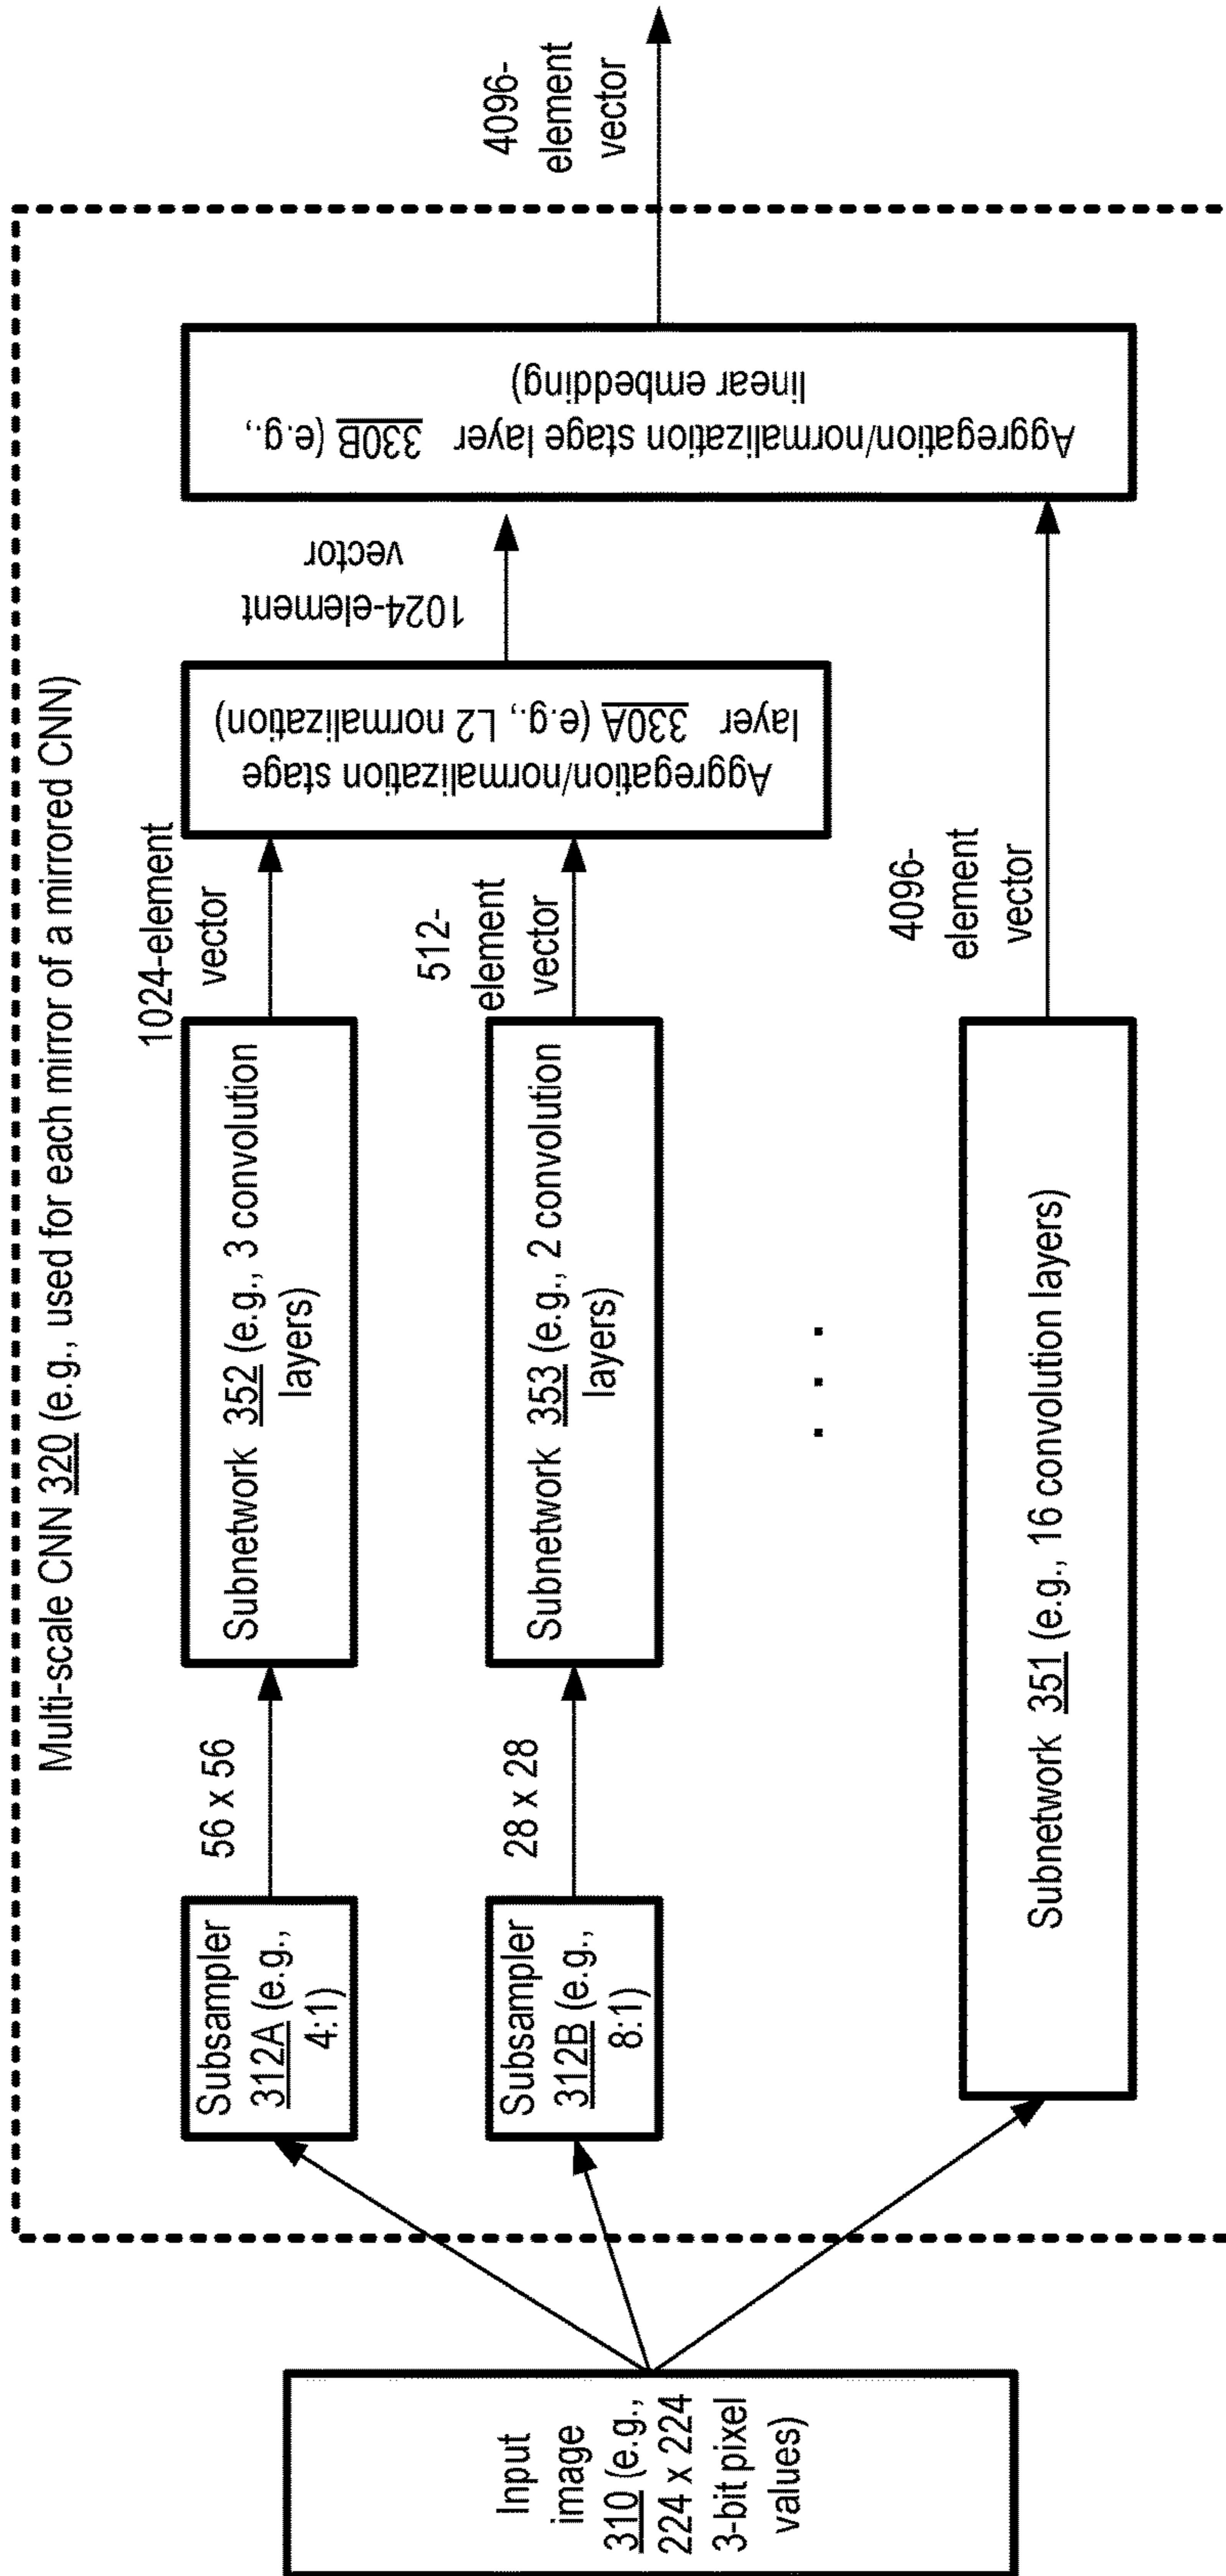 Multi-scale CNN 320 (e.g., used for each mirror of a mirrored CNN)
Input
image
310 (e.g.,
224 x 224
3-bit pixel
values)
Subsampler
312A (e.g.,
4:1)
56 x 56
Subnetwork 352 (e.g., 3 convolution
layers)
1024-element
vector
Subsampler
312B (e.g.,
8:1)
28 x 28
Subnetwork 353 (e.g., 2 convolution
layers)
512-
element
vector
. . .
Subnetwork 351 (e.g., 16 convolution layers)
4096-
element
vector
Aggregation/normalization stage
layer 330A (e.g., L2 normalization)
1024-element
vector
Aggregation/normalization stage layer 330B (e.g.,
linear embedding)
4096-
element
vector